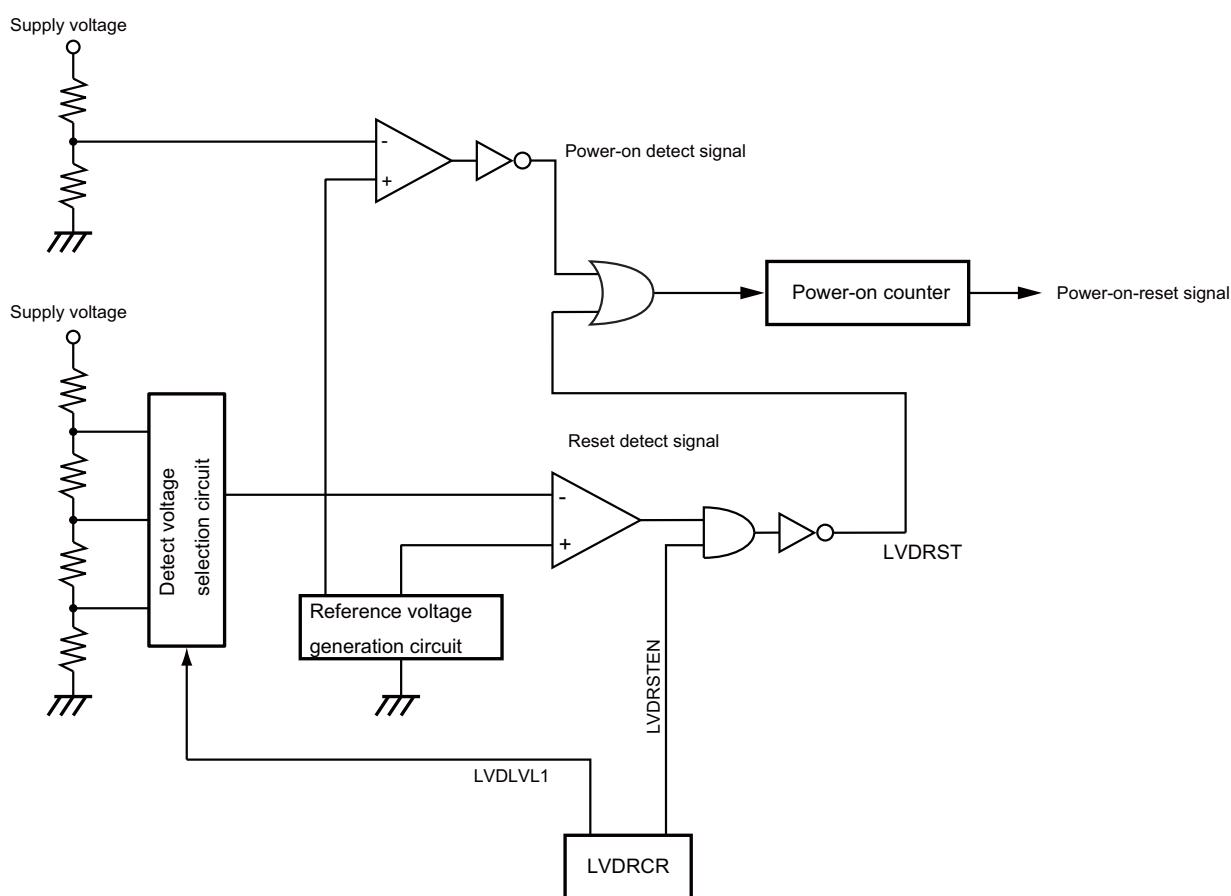 Supply voltage
-
+
Power-on detect signal
Power-on counter
Power-on-reset signal
Supply voltage
Detect voltage
selection circuit
Reset detect signal
-
+
LVDRST
Reference voltage
generation circuit
LVDRSTEN
LVDLVL1
LVDRCR